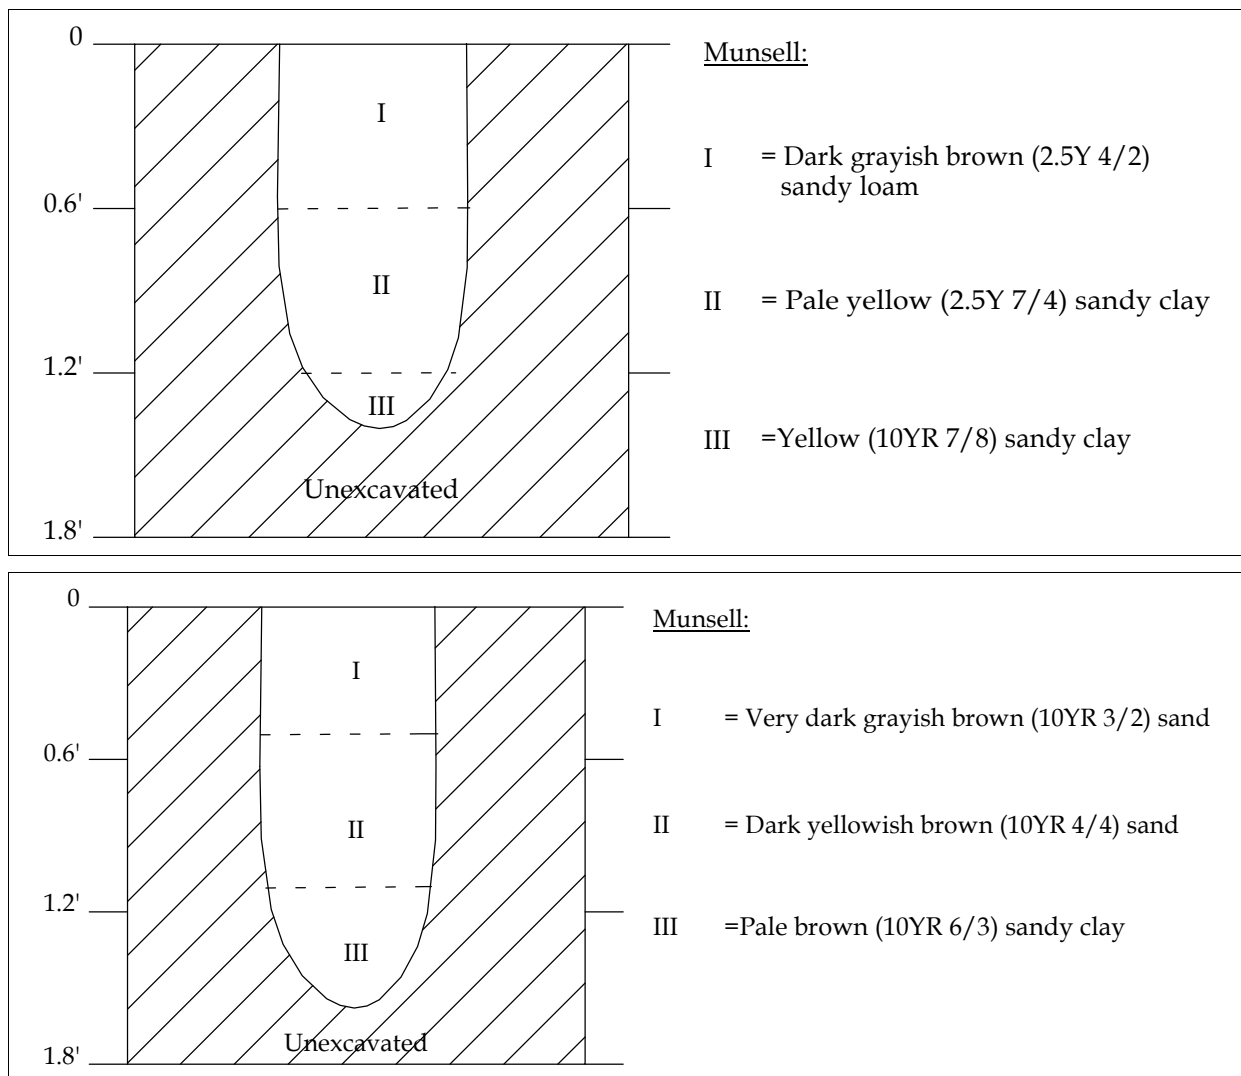 0
0.6'
1.2'
1.8'
I
II
III
Unexcavated
Munsell:
I = Dark grayish brown (2.5Y 4/2)
sandy loam
II = Pale yellow (2.5Y 7/4) sandy clay
III =Yellow (10YR 7/8) sandy clay
0
0.6'
1.2'
1.8'
I
II
III
Unexcavated
Munsell:
I = Very dark grayish brown (10YR 3/2) sand
II = Dark yellowish brown (10YR 4/4) sand
III =Pale brown (10YR 6/3) sandy clay